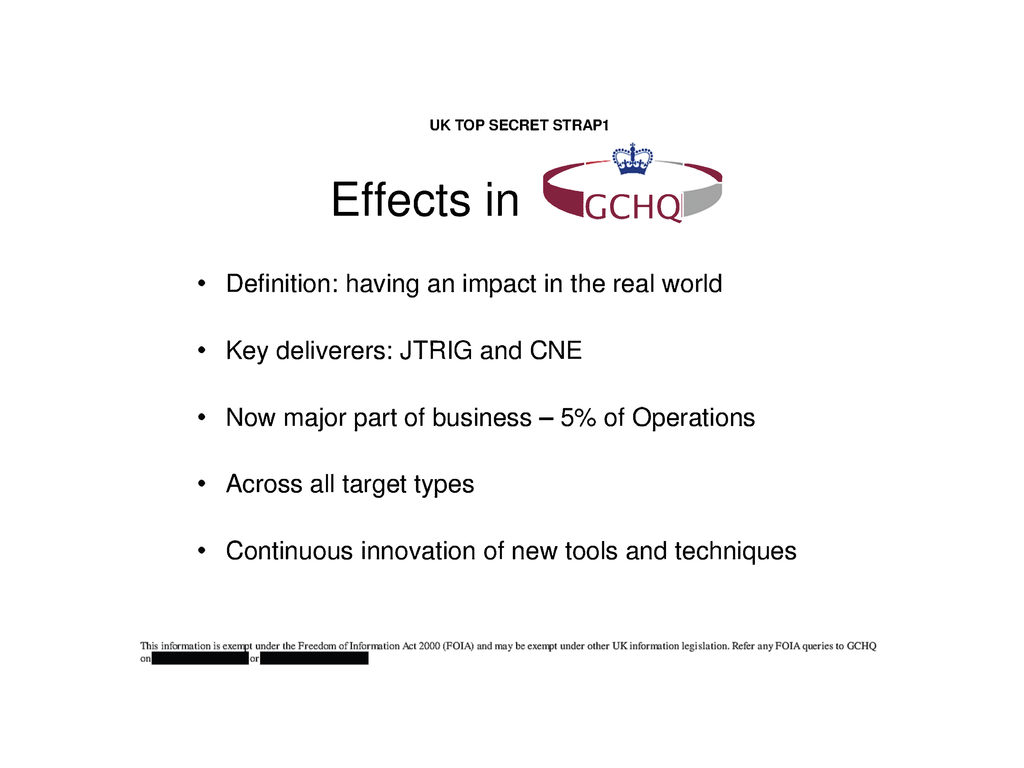 UK TOP SECRET STRAP1
Effects in GCHQ
• Definition: having an impact in the real world
• Key deliverers: JTRIG and CNE
• Now major part of business – 5% of Operations
• Across all target types
• Continuous innovation of new tools and techniques
This information is exempt under the Freedom of Information Act 2000 (FOIA) and may be exempt under other UK information legislation. Refer any FOIA queries to GCHQ
on or